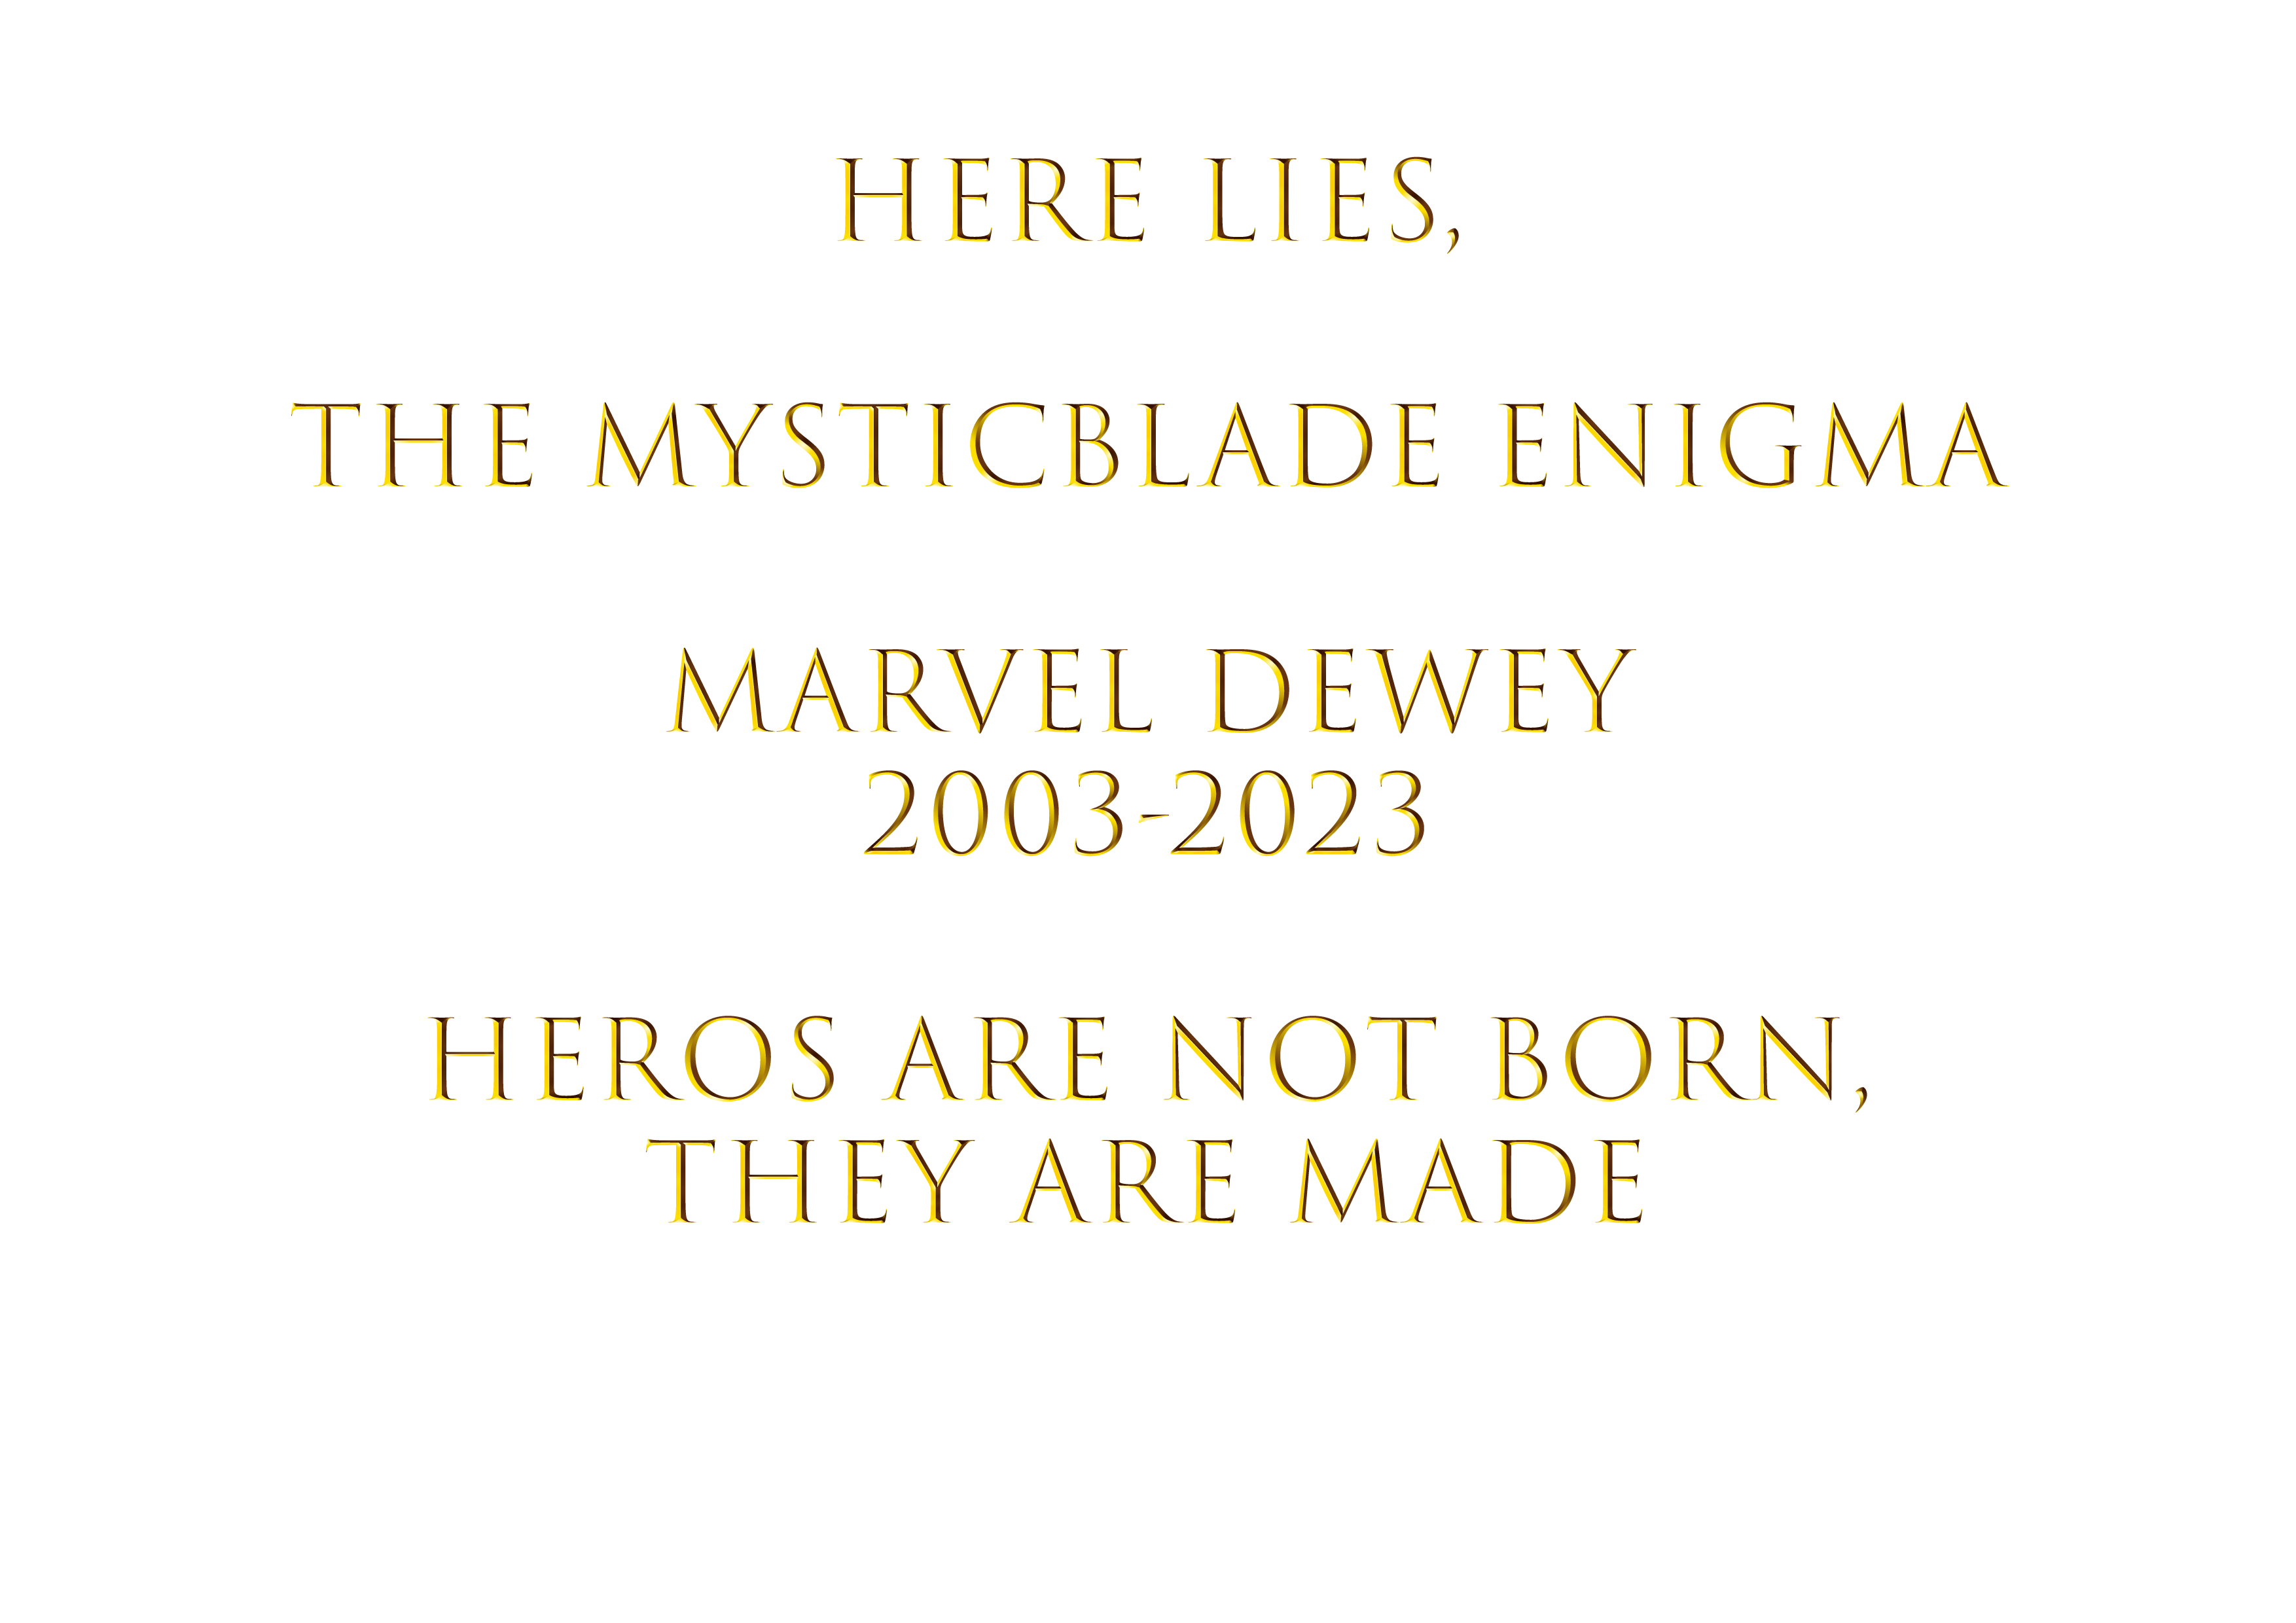 HERE LIES,
THE MYSTICBLADE ENIGMA
MARVEL DEWEY
2003-2023
HEROS ARE NOT BORN,
THEY ARE MADE